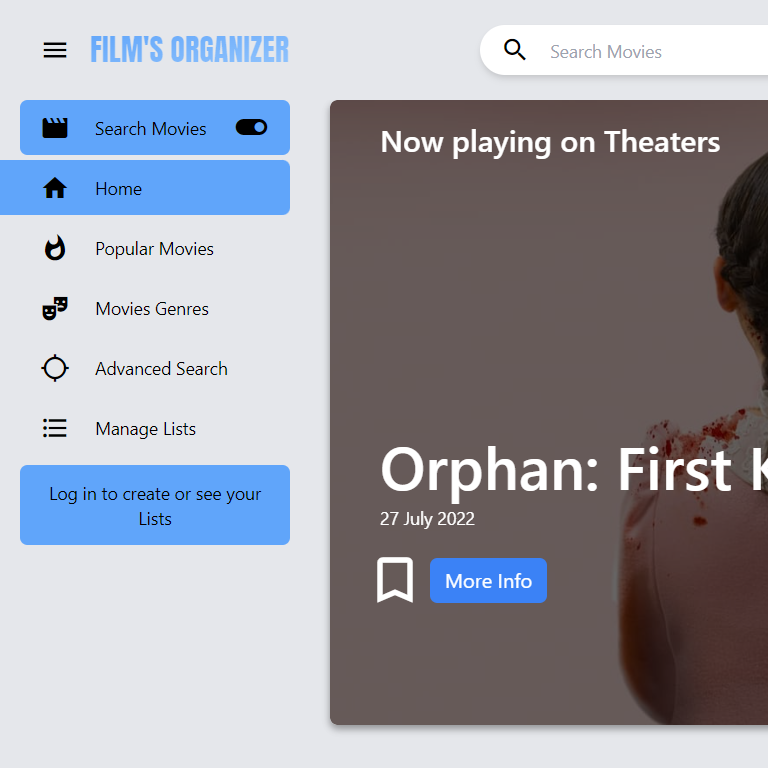 FILM'S ORGANIZER
Search Movies
Search Movies
Home
Popular Movies
Movies Genres
Advanced Search
Manage Lists
Log in to create or see your
Lists
Now playing on Theaters
Orphan: First
27 July 2022
More Info